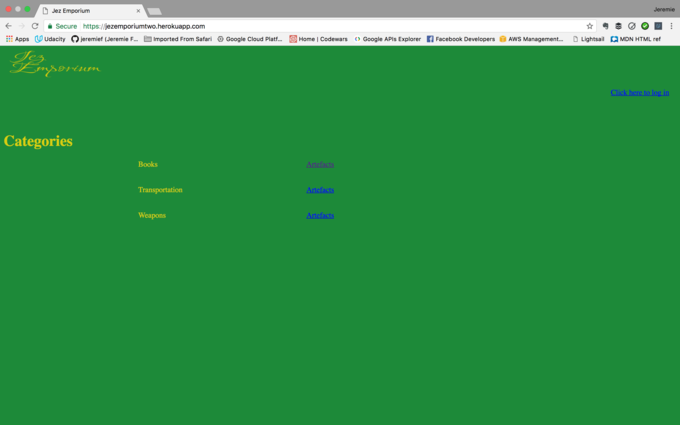 Jeremie
Jez Emporium
Secure https://jezemporiumtwo.herokuapp.com
Apps Udacity jeremief (Jeremie F... Imported From Safari Google Cloud Platf... Home | Codewars Google APIs Explorer Facebook Developers AWS Management... Lightsail MDN HTML ref
Jez
Emporium
Click here to log in
Categories
Books Artefacts
Transportation Artefacts
Weapons Artefacts